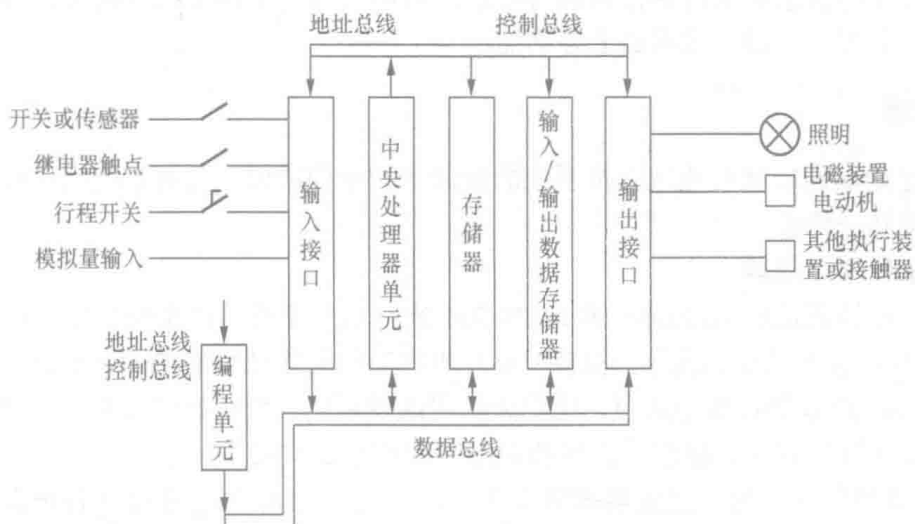 地址总线
控制总线
开关或传感器
继电器触点
行程开关
模拟量输入
输入接口
中央处理器单元
存储器
输入/输出数据存储器
输出接口
照明
电磁装置
电动机
其他执行装
置或接触器
地址总线
控制总线
编程单元
数据总线